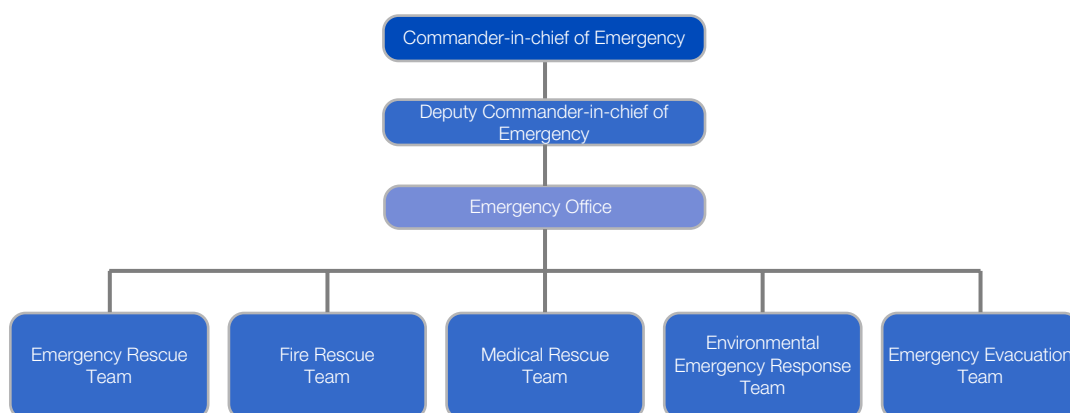 Commander-in-chief of Emergency
Deputy Commander-in-chief of
Emergency
Emergency Office
Emergency Rescue
Team
Fire Rescue
Team
Medical Rescue
Team
Environmental
Emergency Response
Team
Emergency Evacuation
Team